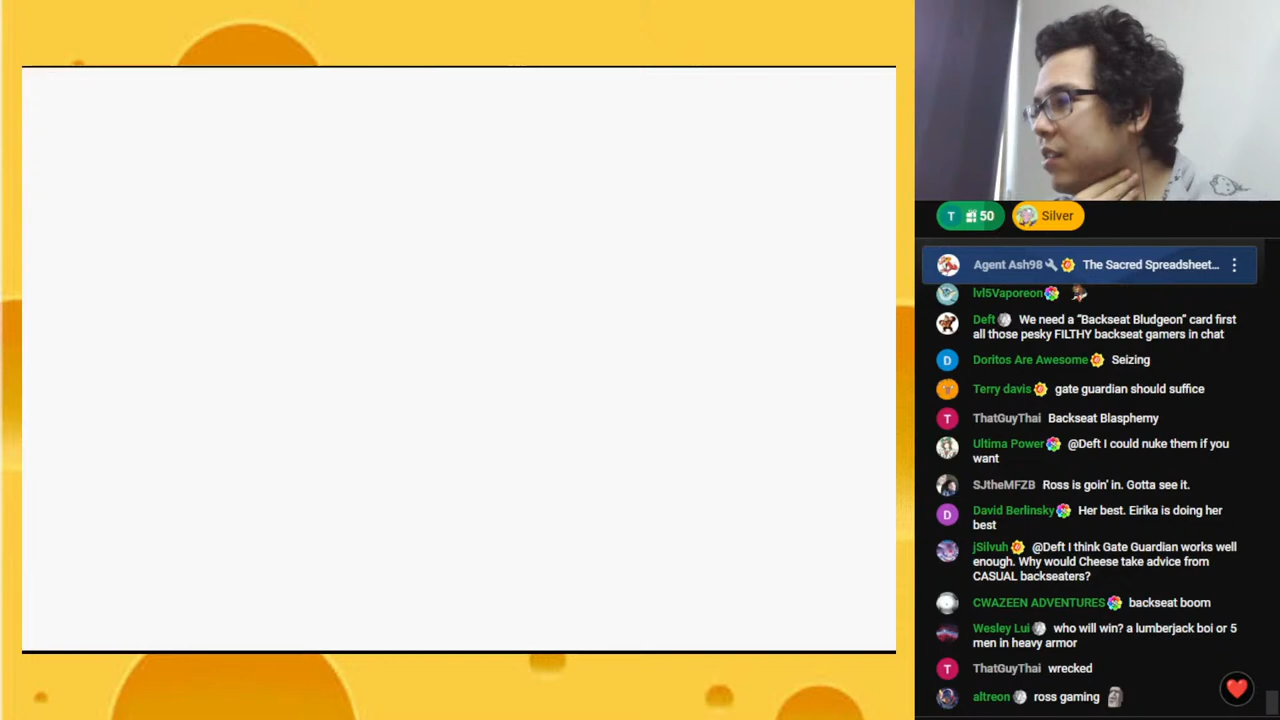 T 50 Silver
Agent Ash98 The Sacred Spreadsheet...
lvl5Vaporeon
Deft We need a “Backseat Bludgeon” card first
all those pesky FILTHY backseat gamers in chat
D Doritos Are Awesome Seizing
Terry davis gate guardian should suffice
T ThatGuyThai Backseat Blasphemy
Ultima Power @Deft I could nuke them if you
want
SJtheMFZB Ross is goin’ in. Gotta see it.
D David Berlinsky Her best. Eirika is doing her
best
jSilvuh @Deft I think Gate Guardian works well
enough. Why would Cheese take advice from
CASUAL backseaters?
CWAZEEN ADVENTURES backseat boom
Wesley Lui who will win? a lumberjack boi or 5
men in heavy armor
T ThatGuyThai wrecked
altreon ross gaming